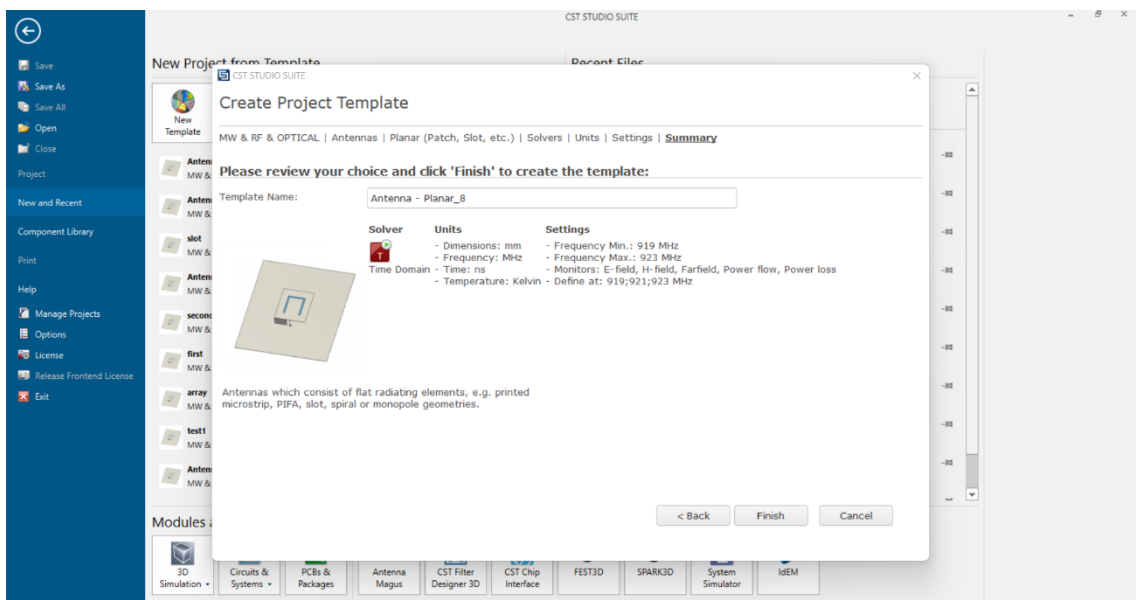 CST STUDIO SUITE
Save
Save As
Save All
Open
Close
Project
New and Recent
Component Library
Print
Help
Manage Projects
Options
License
Release Frontend License
Exit
New Project from Template
Recent Files
New
Template
Anten
MW &
Anten
MW &
slot
MW &
Anten
MW &
second
MW &
first
MW &
array
MW &
test1
MW &
Anten
MW &
CST STUDIO SUITE
Create Project Template
MW & RF & OPTICAL | Antennas | Planar (Patch, Slot, etc.) | Solvers | Units | Settings | Summary
Please review your choice and click 'Finish' to create the template:
Template Name: Antenna - Planar_8
Solver Units Settings
- Dimensions: mm - Frequency Min.: 919 MHz
T - Frequency: MHz - Frequency Max.: 923 MHz
Time Domain - Time: ns - Monitors: E-field, H-field, Farfield, Power flow, Power loss
- Temperature: Kelvin - Define at: 919;921;923 MHz
Antennas which consist of flat radiating elements, e.g. printed
microstrip, PIFA, slot, spiral or monopole geometries.
< Back Finish Cancel
Modules
3D
Simulation
Circuits &
Systems
PCBs &
Packages
Antenna
Magus
CST Filter
Designer 3D
CST Chip
Interface
FEST3D
SPARK3D
System
Simulator
IdEM